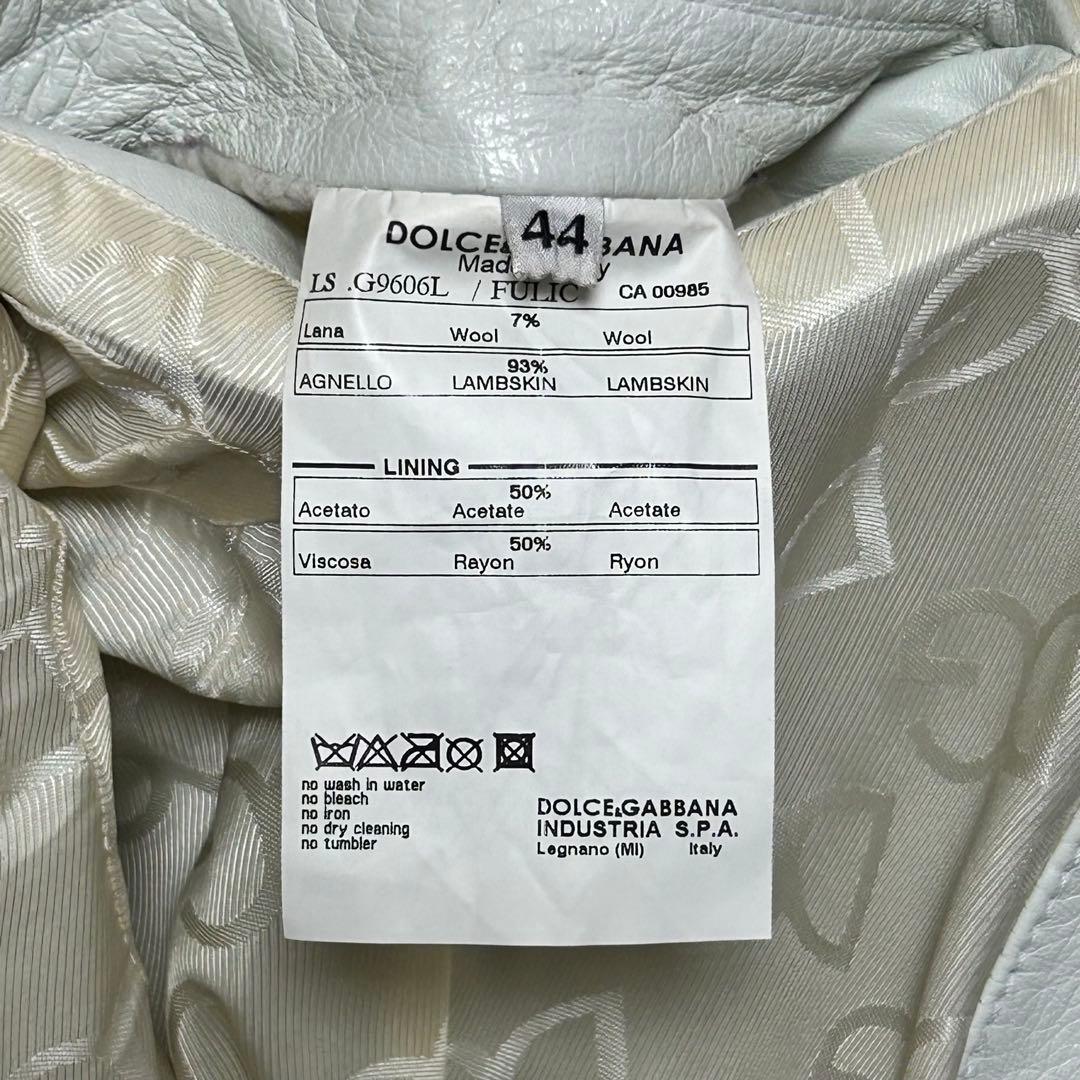 44
DOLCE& BANA
Mad y
LS .G9606L / FULIC CA 00985
7%
Lana Wool Wool
93%
AGNELLO LAMBSKIN LAMBSKIN
LINING
50%
Acetato Acetate Acetate
50%
Viscosa Rayon Ryon
no wash in water
no bleach
no iron
no dry cleaning
no tumbler
DOLCE&GABBANA
INDUSTRIA S.P.A.
Legnano (MI) Italy